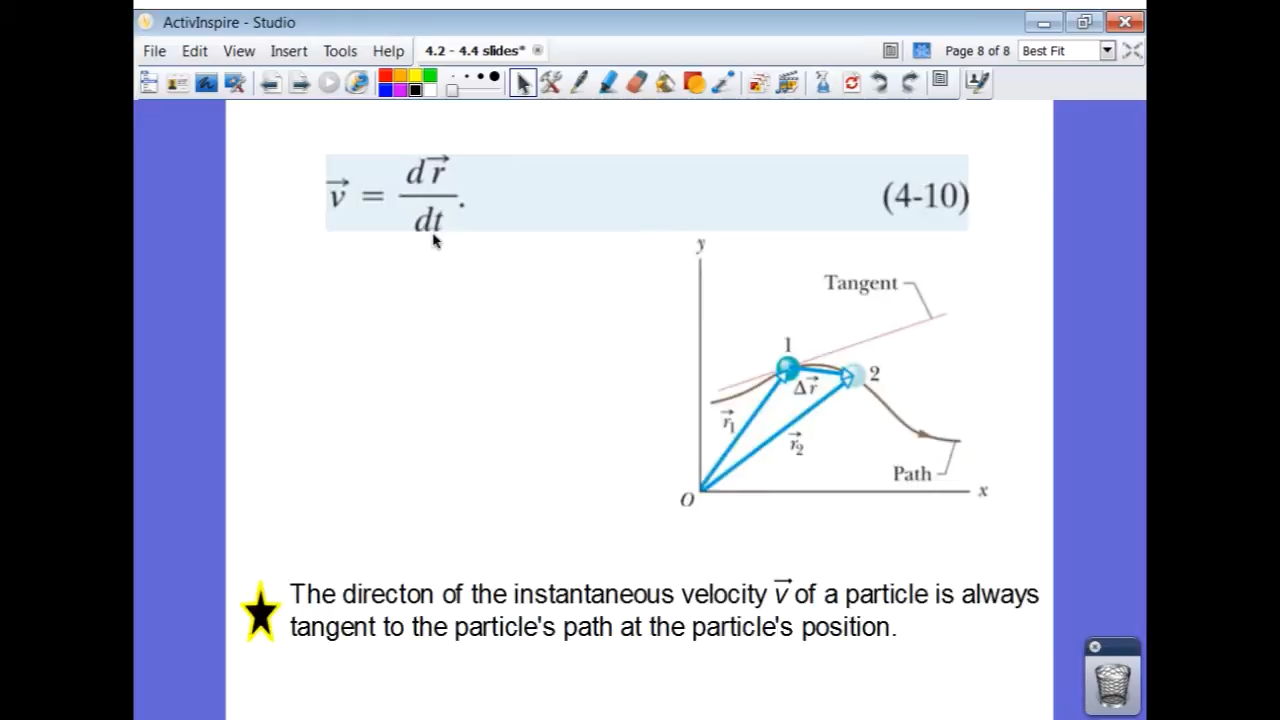 ActivInspire - Studio
File Edit View Insert Tools Help 4.2 - 4.4 slides* Page 8 of 8 Best Fit
v⃗ = dr⃗ / dt. (4-10)
y
Tangent
1
2
Δr⃗
r⃗₁
r⃗₂
Path
O
x
The directon of the instantaneous velocity v⃗ of a particle is always
tangent to the particle's path at the particle's position.